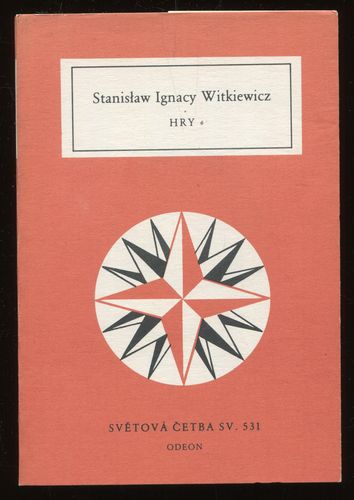 Stanisław Ignacy Witkiewicz
HRY
SVĚTOVÁ ČETBA SV. 531
ODEON